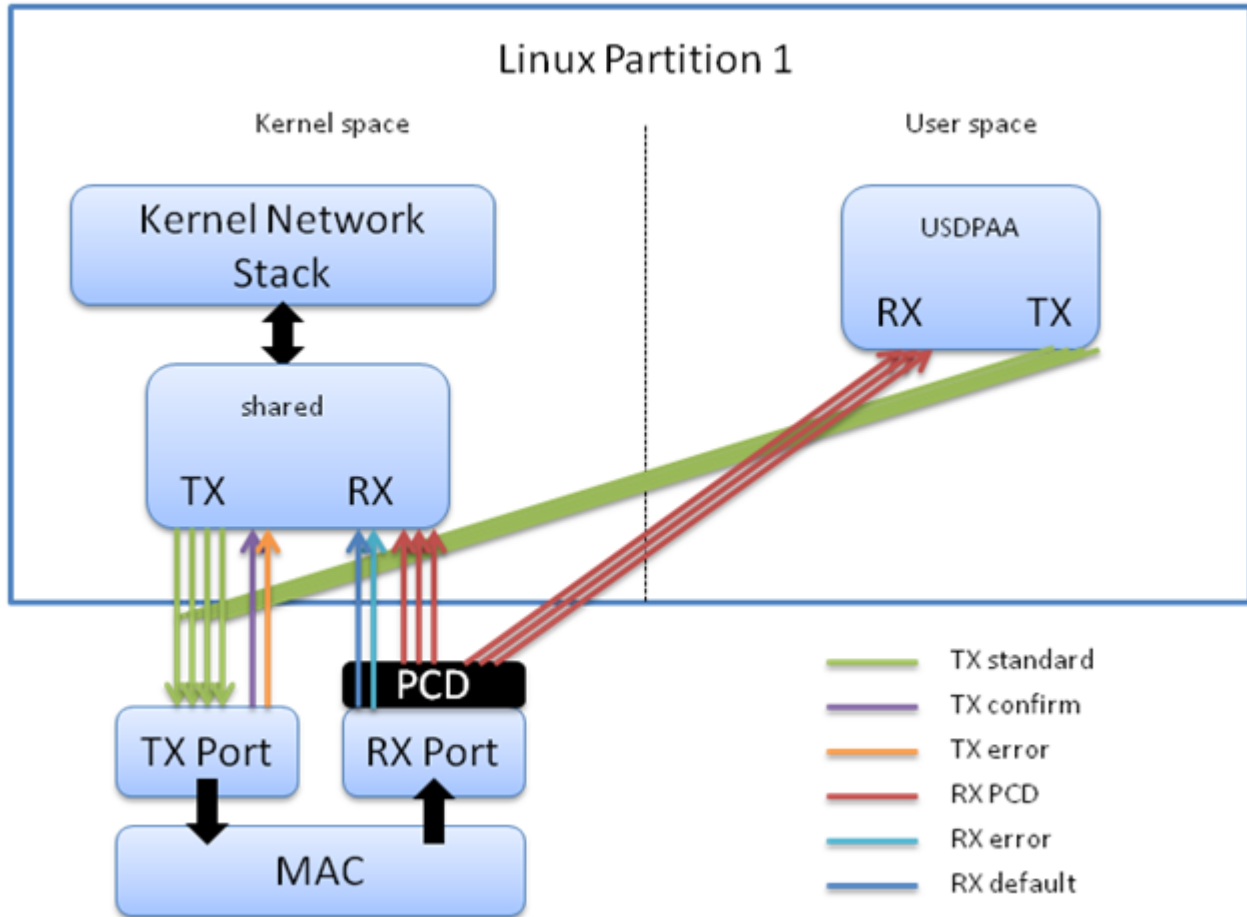 Linux Partition 1
Kernel space
User space
Kernel Network
Stack
USDPAA
RX
TX
shared
TX
RX
PCD
TX Port
RX Port
MAC
TX standard
TX confirm
TX error
RX PCD
RX error
RX default